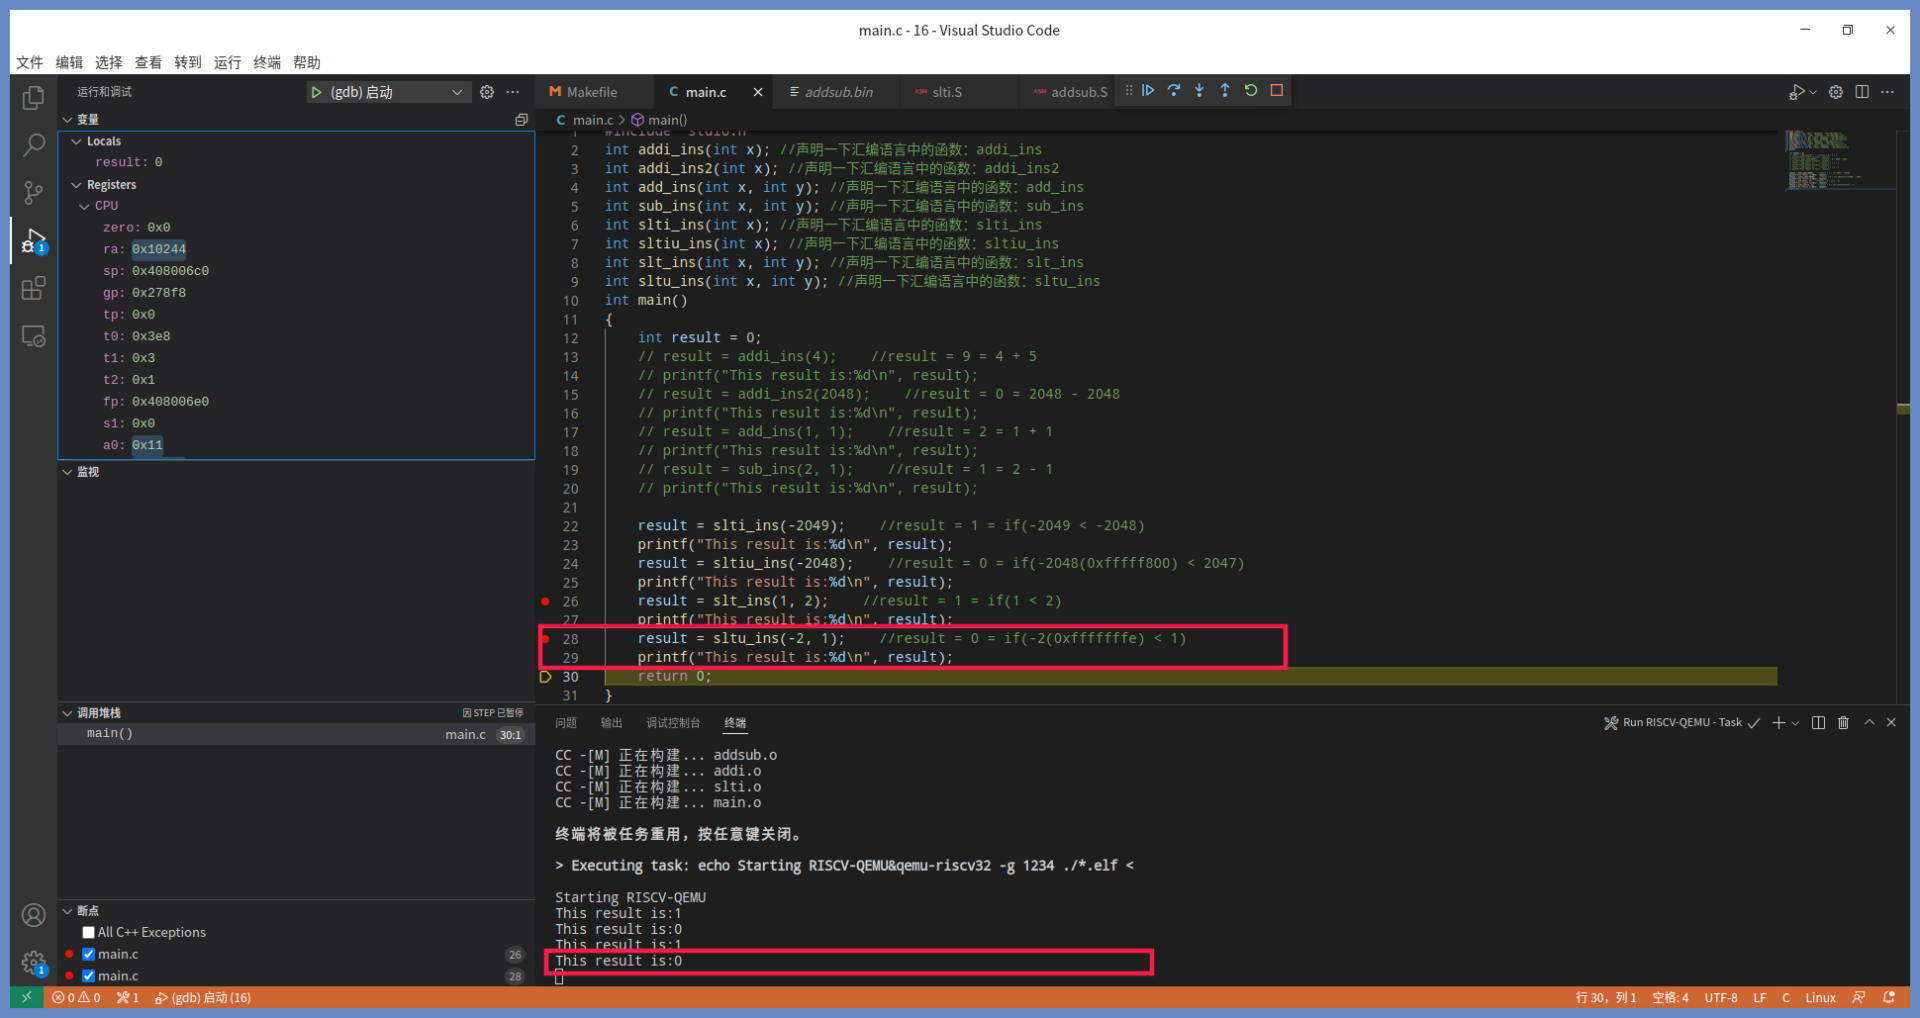 main.c - 16 - Visual Studio Code
文件 编辑 选择 查看 转到 运行 终端 帮助
运行和调试
(gdb) 启动
Makefile
C main.c
addsub.bin
slti.S
addsub.S
C main.c > main()
变量
Locals
result: 0
Registers
CPU
zero: 0x0
ra: 0x10244
sp: 0x408006c0
gp: 0x278f8
tp: 0x0
t0: 0x3e8
t1: 0x3
t2: 0x1
fp: 0x408006e0
s1: 0x0
a0: 0x11
监视
调用堆栈
因 STEP 已暂停
main()
main.c 30:1
断点
All C++ Exceptions
main.c 26
main.c 28
1 #include "stdio.h"
2 int addi_ins(int x); //声明一下汇编语言中的函数: addi_ins
3 int addi_ins2(int x); //声明一下汇编语言中的函数: addi_ins2
4 int add_ins(int x, int y); //声明一下汇编语言中的函数: add_ins
5 int sub_ins(int x, int y); //声明一下汇编语言中的函数: sub_ins
6 int slti_ins(int x); //声明一下汇编语言中的函数: slti_ins
7 int sltiu_ins(int x); //声明一下汇编语言中的函数: sltiu_ins
8 int slt_ins(int x, int y); //声明一下汇编语言中的函数: slt_ins
9 int sltu_ins(int x, int y); //声明一下汇编语言中的函数: sltu_ins
10 int main()
11 {
12 int result = 0;
13 // result = addi_ins(4); //result = 9 = 4 + 5
14 // printf("This result is:%d\n", result);
15 // result = addi_ins2(2048); //result = 0 = 2048 - 2048
16 // printf("This result is:%d\n", result);
17 // result = add_ins(1, 1); //result = 2 = 1 + 1
18 // printf("This result is:%d\n", result);
19 // result = sub_ins(2, 1); //result = 1 = 2 - 1
20 // printf("This result is:%d\n", result);
21
22 result = slti_ins(-2049); //result = 1 = if(-2049 < -2048)
23 printf("This result is:%d\n", result);
24 result = sltiu_ins(-2048); //result = 0 = if(-2048(0xfffff800) < 2047)
25 printf("This result is:%d\n", result);
26 result = slt_ins(1, 2); //result = 1 = if(1 < 2)
27 printf("This result is:%d\n", result);
28 result = sltu_ins(-2, 1); //result = 0 = if(-2(0xfffffffe) < 1)
29 printf("This result is:%d\n", result);
30 return 0;
31 }
问题 输出 调试控制台 终端
Run RISCV-QEMU - Task
CC -[M] 正在构建... addsub.o
CC -[M] 正在构建... addi.o
CC -[M] 正在构建... slti.o
CC -[M] 正在构建... main.o
终端将被任务重用，按任意键关闭。
> Executing task: echo Starting RISCV-QEMU&qemu-riscv32 -g 1234 ./*.elf <
Starting RISCV-QEMU
This result is:1
This result is:0
This result is:1
This result is:0
0 0 1 (gdb) 启动 (16)
行 30，列 1 空格: 4 UTF-8 LF C Linux